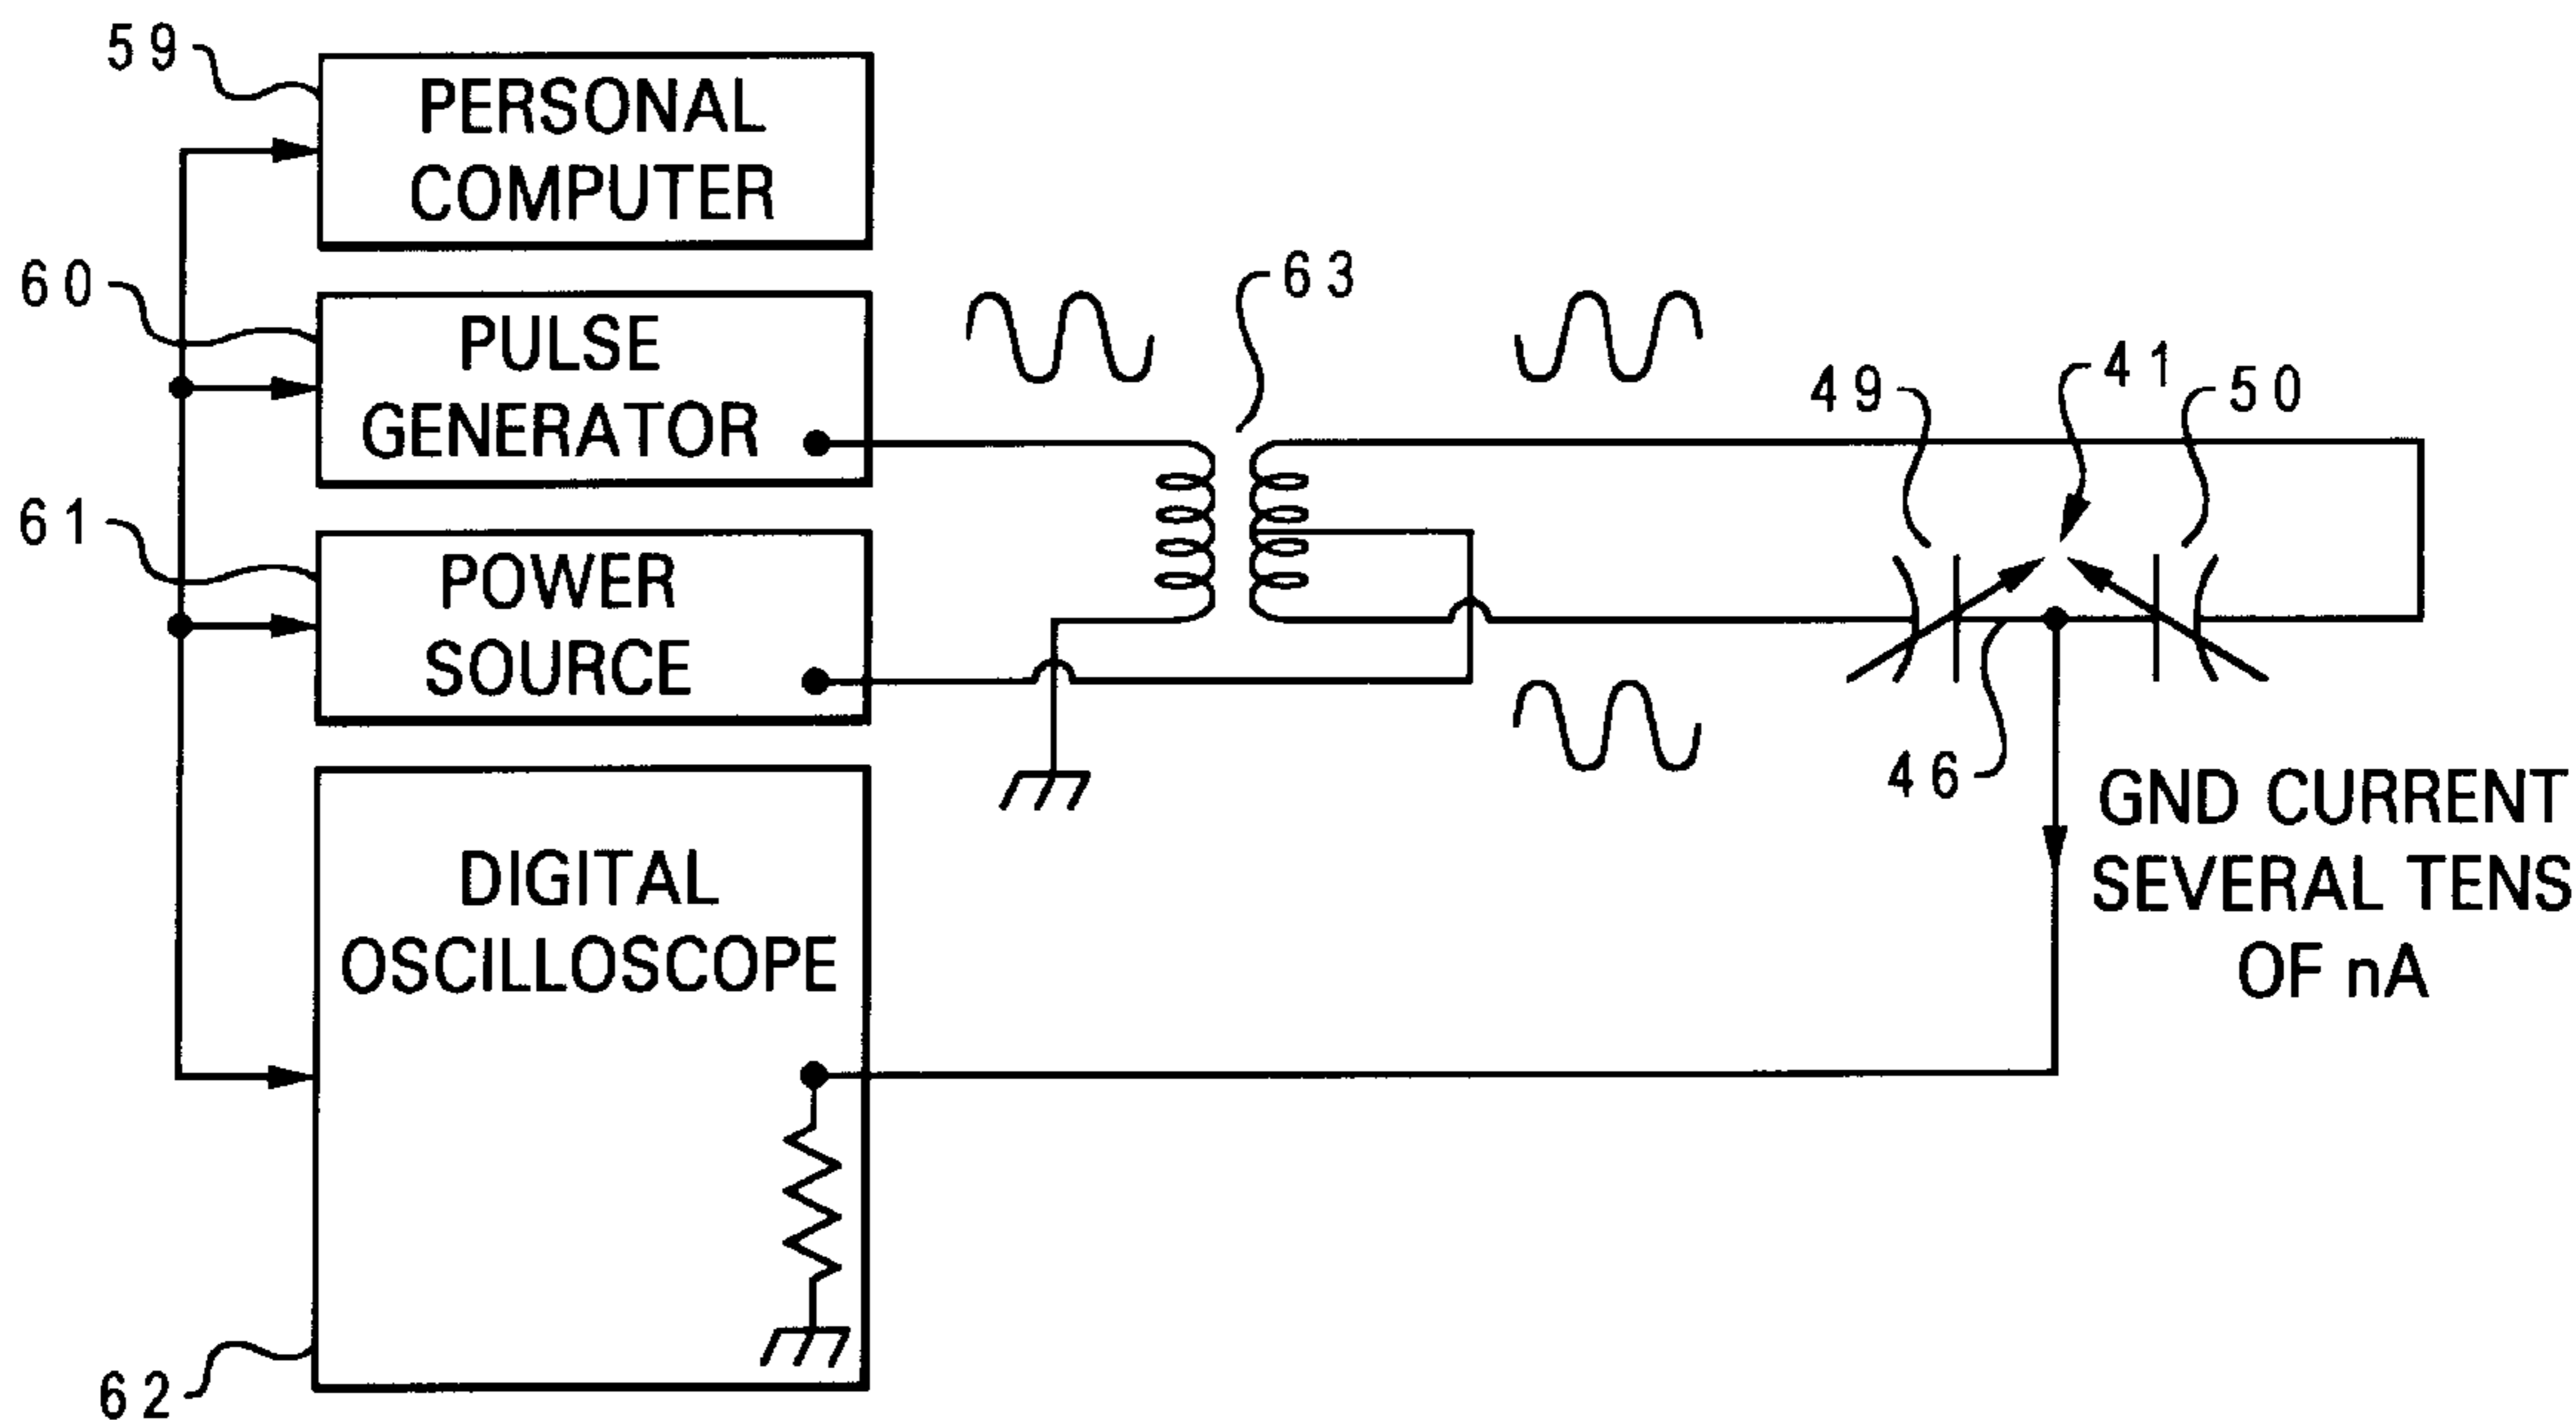 59
PERSONAL
COMPUTER
60
PULSE
GENERATOR
61
POWER
SOURCE
DIGITAL
OSCILLOSCOPE
62
63
49
41
50
46
GND CURRENT
SEVERAL TENS
OF nA